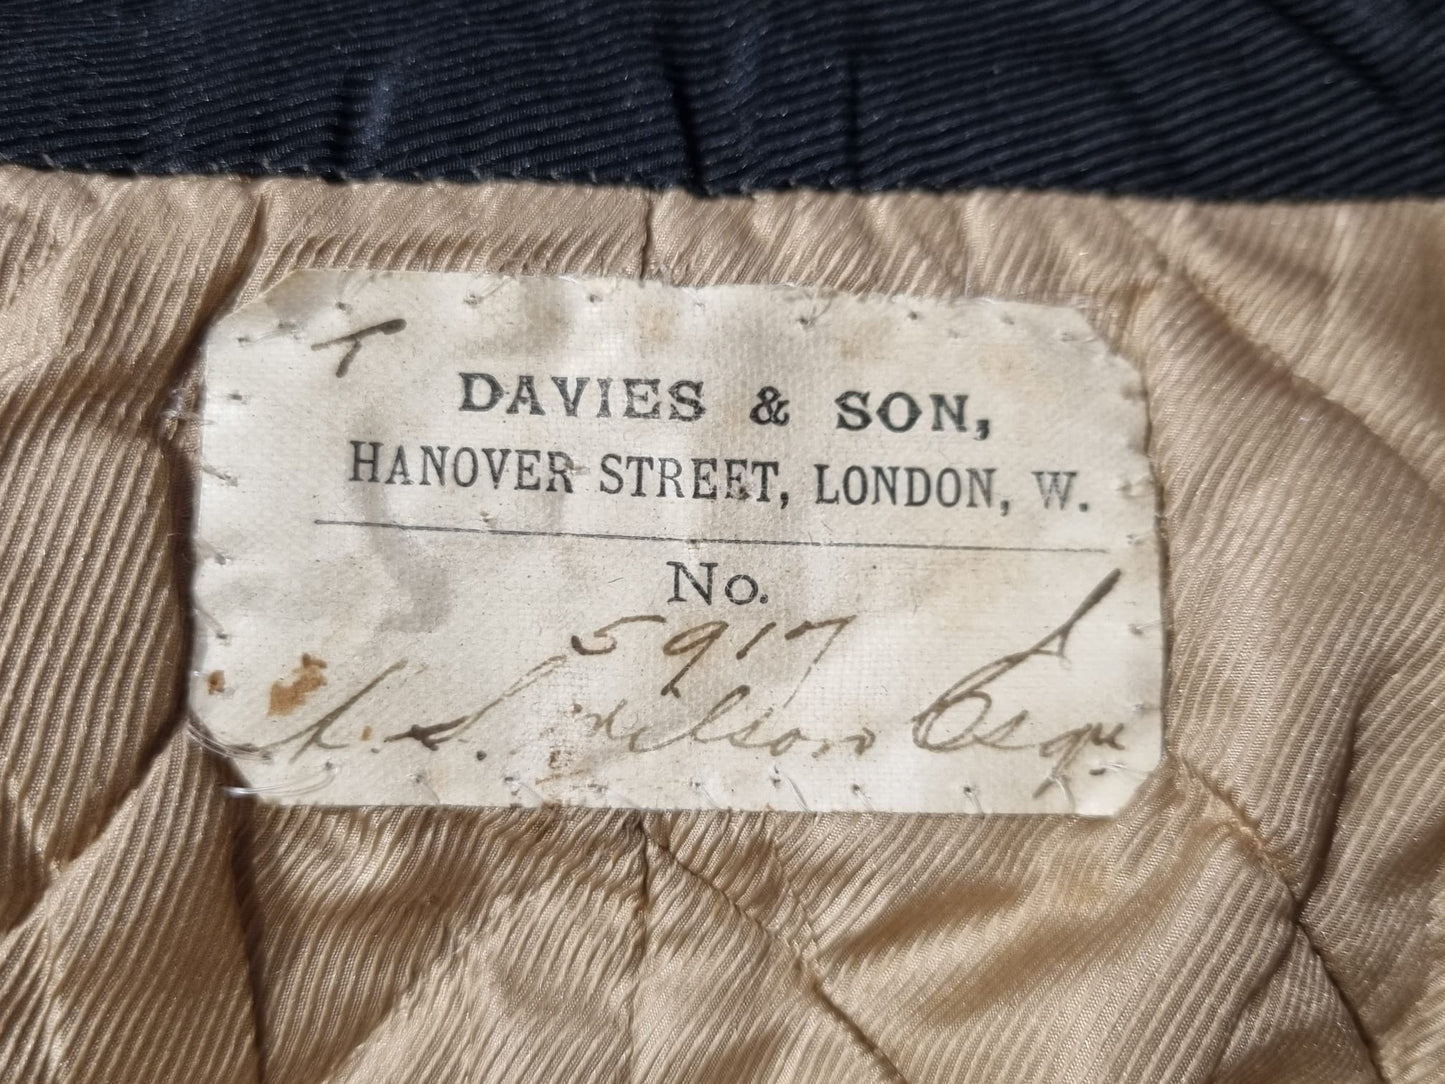 T
DAVIES & SON,
HANOVER STREET, LONDON, W.
No.
5917
S. Wilson Esqre